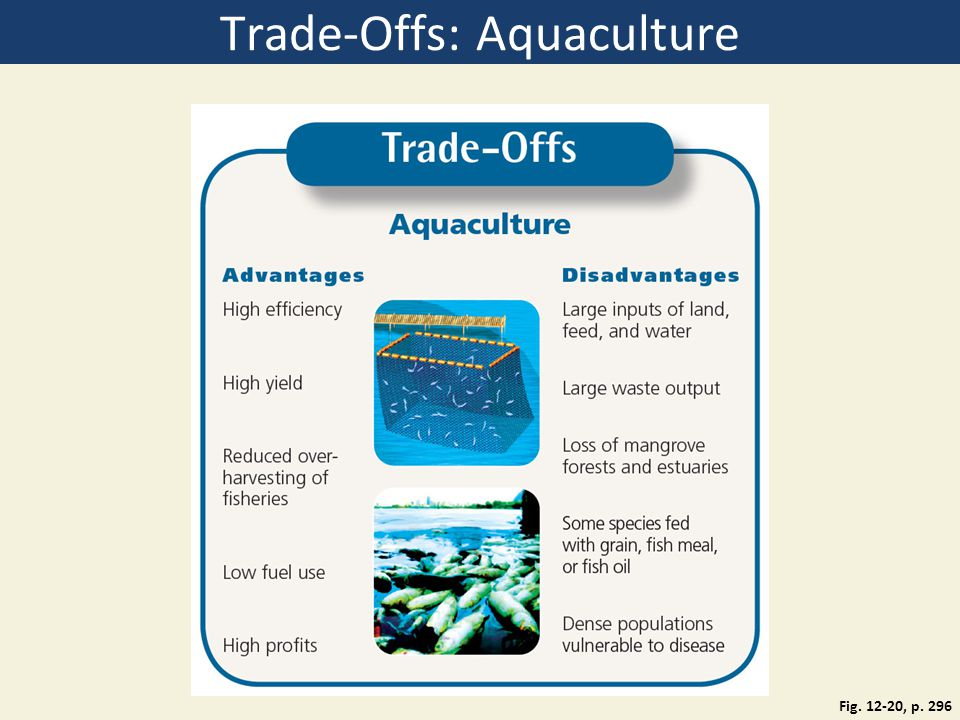 Trade-Offs: Aquaculture
Trade-Offs
Aquaculture
Advantages
High efficiency
High yield
Reduced over-
harvesting of
fisheries
Low fuel use
High profits
Disadvantages
Large inputs of land,
feed, and water
Large waste output
Loss of mangrove
forests and estuaries
Some species fed
with grain, fish meal,
or fish oil
Dense populations
vulnerable to disease
Fig. 12-20, p. 296